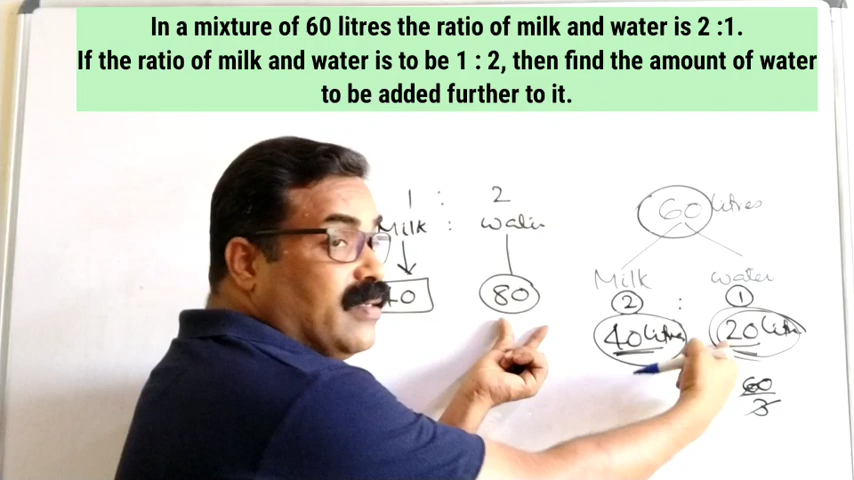 In a mixture of 60 litres the ratio of milk and water is 2 :1.
If the ratio of milk and water is to be 1 : 2, then find the amount of water
to be added further to it.
1 : 2
Milk : Water
80
60 litres
Milk Water
2 : 1
40 litres 20 litre
60
3